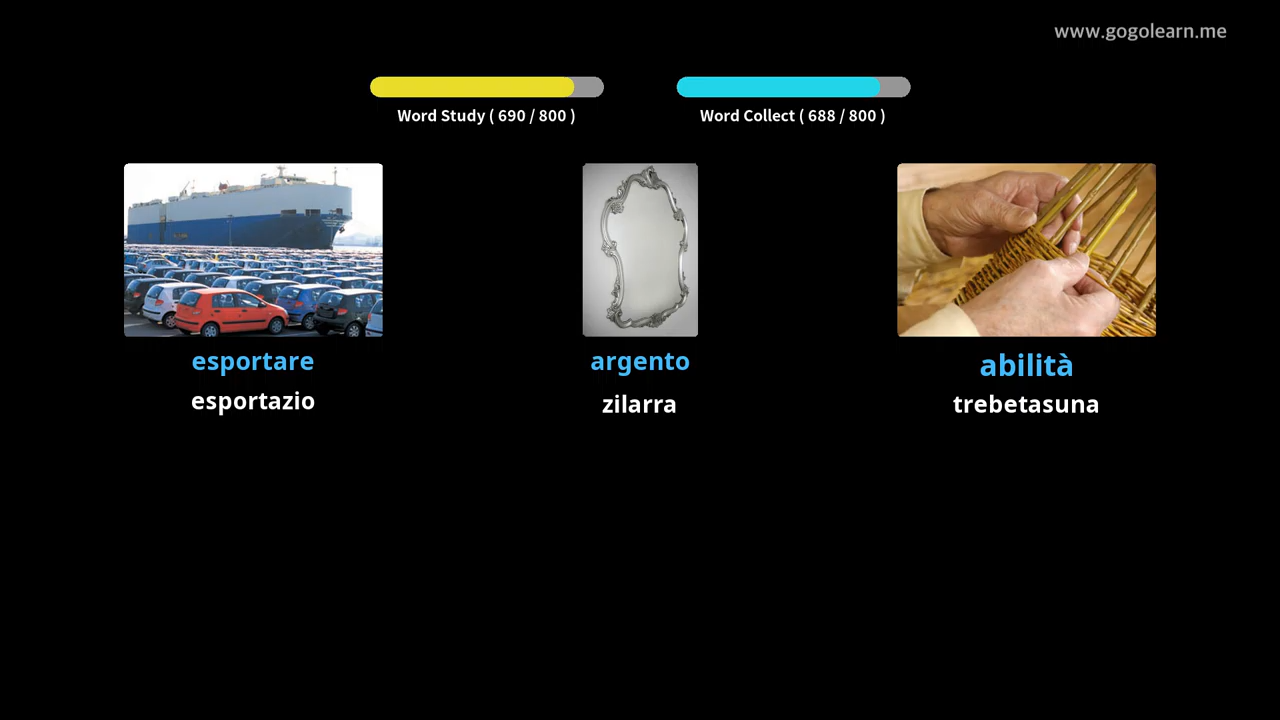 www.gogolearn.me
Word Study ( 690 / 800 )
Word Collect ( 688 / 800 )
esportare
esportazio
argento
zilarra
abilità
trebetasuna